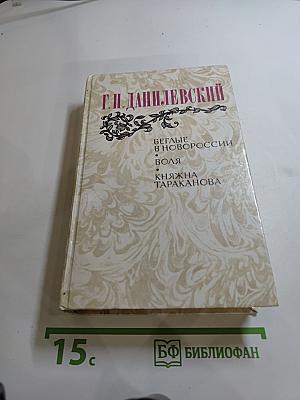 Г.П. ДАНИЛЕВСКИЙ
БЕГЛЫЕ
В НОВОРОССИИ
•
ВОЛЯ
•
КНЯЖНА
ТАРАКАНОВА
15с
БФ БИБЛИОФАН